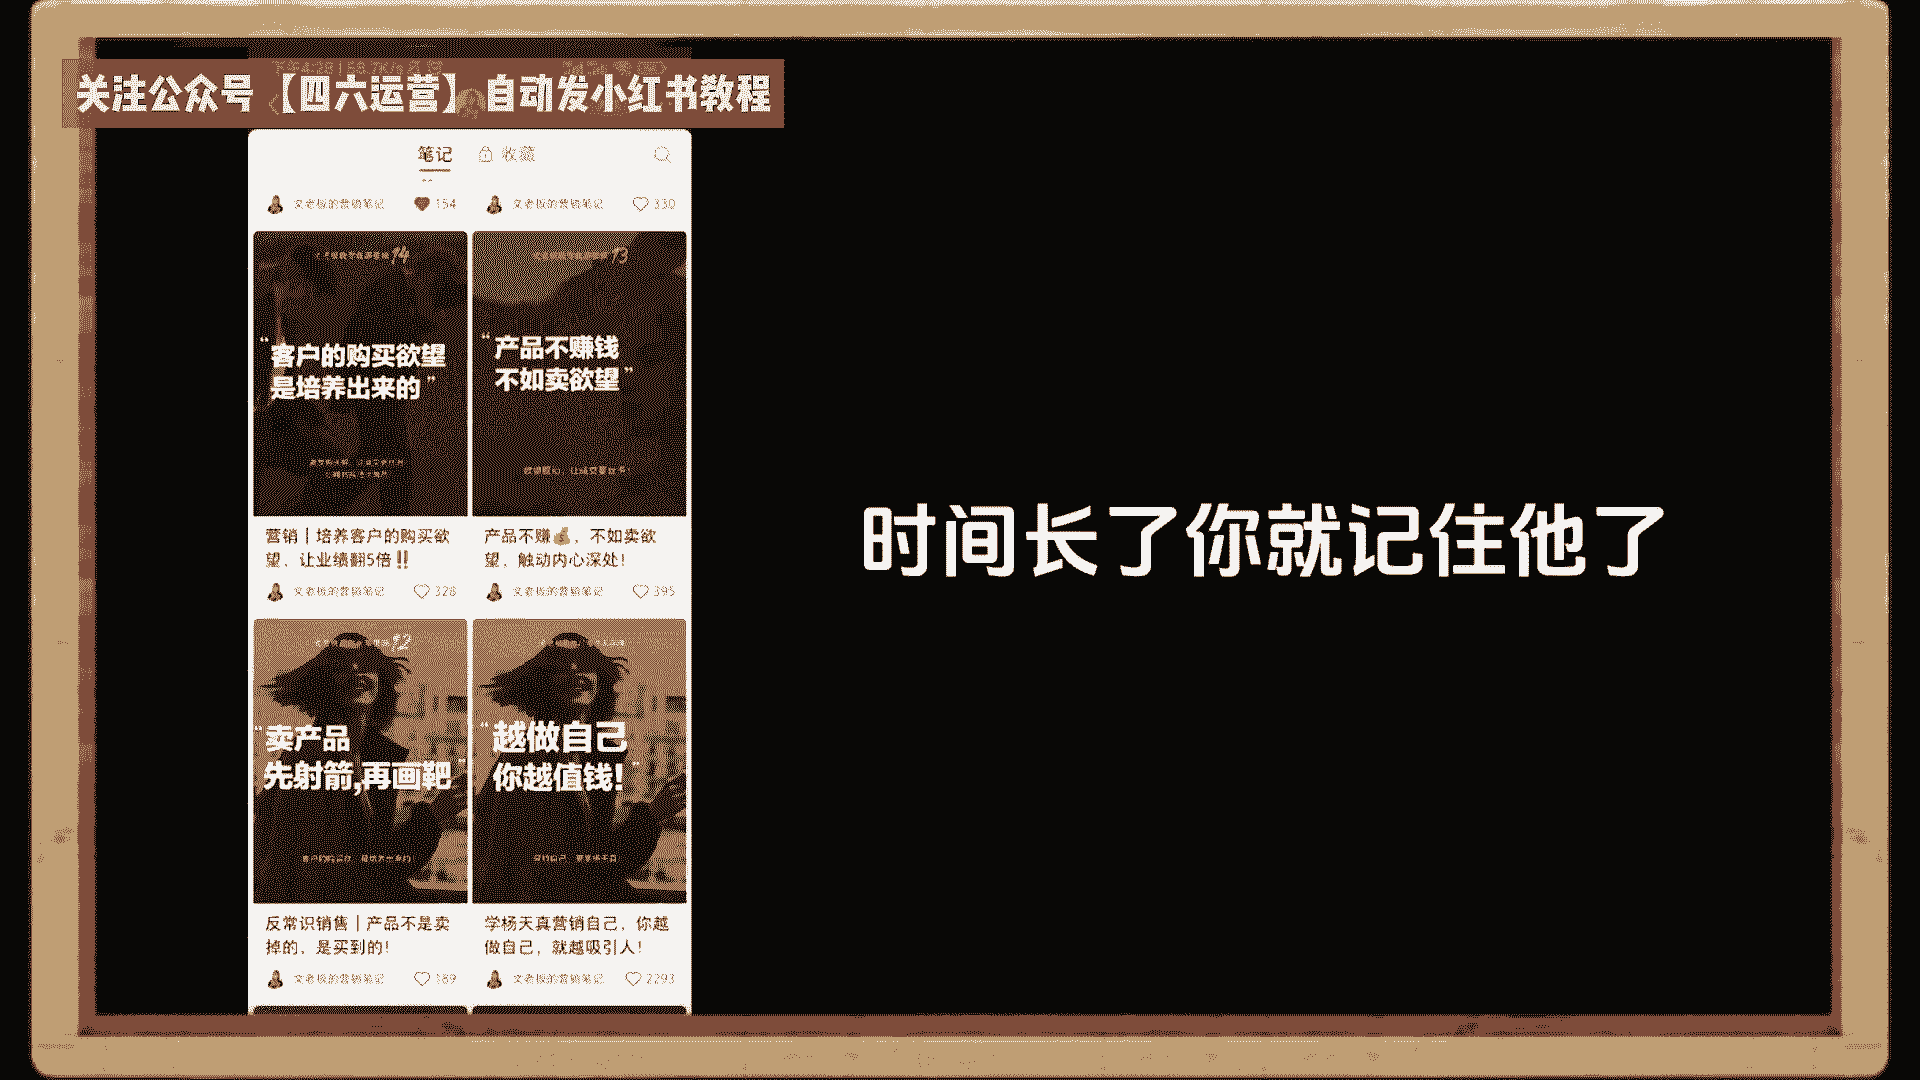 关注公众号【四六运营】 自动发小红书教程
笔记 收藏
文老板的营销笔记 154 文老板的营销笔记 330
14
13
“客户的购买欲望
是培养出来的”
“产品不赚钱
不如卖欲望”
营销|培养客户的购买欲
望，让业绩翻5倍‼️
产品不赚💰，不如卖欲
望，触动内心深处！
文老板的营销笔记 328 文老板的营销笔记 395
时间长了你就记住他了
12
“卖产品
先射箭,再画靶”
“越做自己
你越值钱!”
反常识销售|产品不是卖
掉的，是买到的！
学杨天真营销自己，你越
做自己，就越吸引人！
文老板的营销笔记 189 文老板的营销笔记 2293